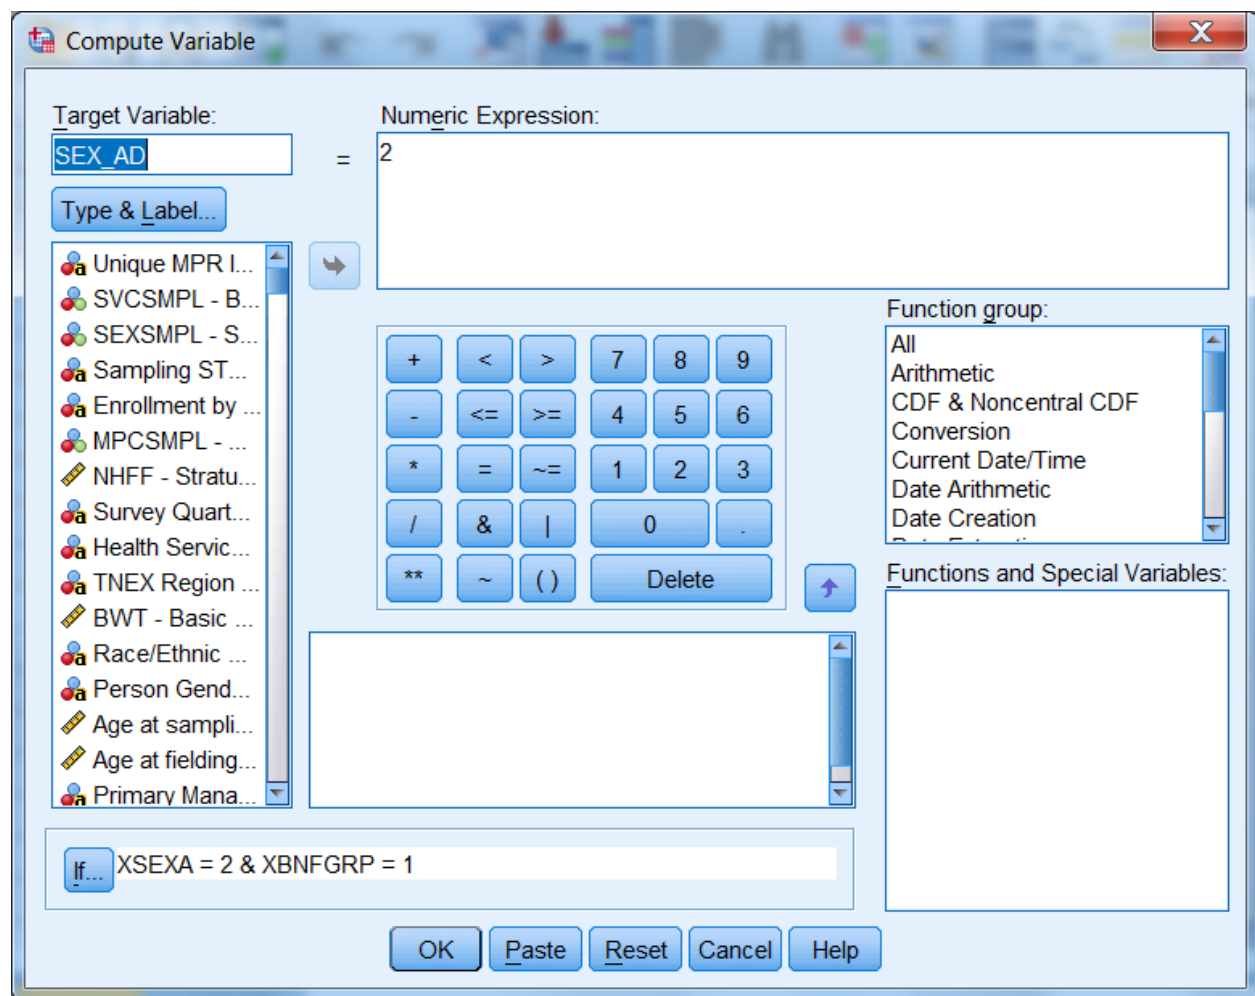 Compute Variable
X
Target Variable:
Numeric Expression:
SEX_AD
=
2
Type & Label...
Unique MPR I...
SVCSMPL - B...
SEXSMPL - S...
Sampling ST...
Enrollment by ...
MPCSMPL - ...
NHFF - Stratu...
Survey Quart...
Health Servic...
TNEX Region ...
BWT - Basic ...
Race/Ethnic ...
Person Gend...
Age at sampli...
Age at fielding...
Primary Mana...
+ < > 7 8 9
- <= >= 4 5 6
* = ~= 1 2 3
/ & | 0 .
** ~ ( ) Delete
Function group:
All
Arithmetic
CDF & Noncentral CDF
Conversion
Current Date/Time
Date Arithmetic
Date Creation
Functions and Special Variables:
If... XSEXA = 2 & XBNFGRP = 1
OK Paste Reset Cancel Help